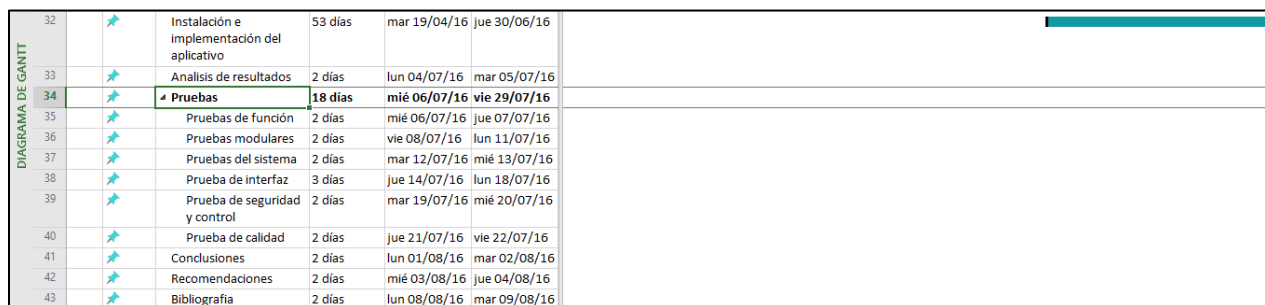 DIAGRAMA DE GANTT
32 Instalación e implementación del aplicativo 53 días mar 19/04/16 jue 30/06/16
33 Analisis de resultados 2 días lun 04/07/16 mar 05/07/16
34 Pruebas 18 días mié 06/07/16 vie 29/07/16
35 Pruebas de función 2 días mié 06/07/16 jue 07/07/16
36 Pruebas modulares 2 días vie 08/07/16 lun 11/07/16
37 Pruebas del sistema 2 días mar 12/07/16 mié 13/07/16
38 Prueba de interfaz 3 días jue 14/07/16 lun 18/07/16
39 Prueba de seguridad y control 2 días mar 19/07/16 mié 20/07/16
40 Prueba de calidad 2 días jue 21/07/16 vie 22/07/16
41 Conclusiones 2 días lun 01/08/16 mar 02/08/16
42 Recomendaciones 2 días mié 03/08/16 jue 04/08/16
43 Bibliografia 2 días lun 08/08/16 mar 09/08/16